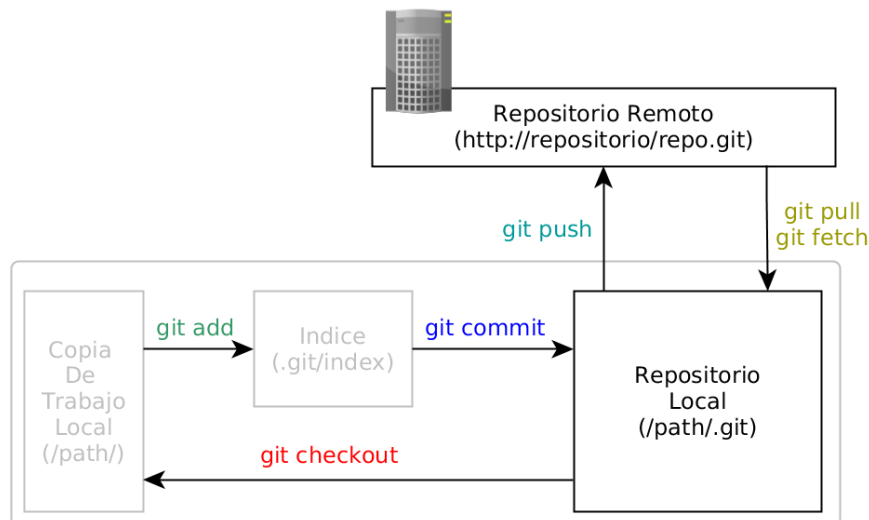 Repositorio Remoto
(http://repositorio/repo.git)
git push
git pull
git fetch
git add
git commit
Copia
De
Trabajo
Local
(/path/)
Indice
(.git/index)
Repositorio
Local
(/path/.git)
git checkout